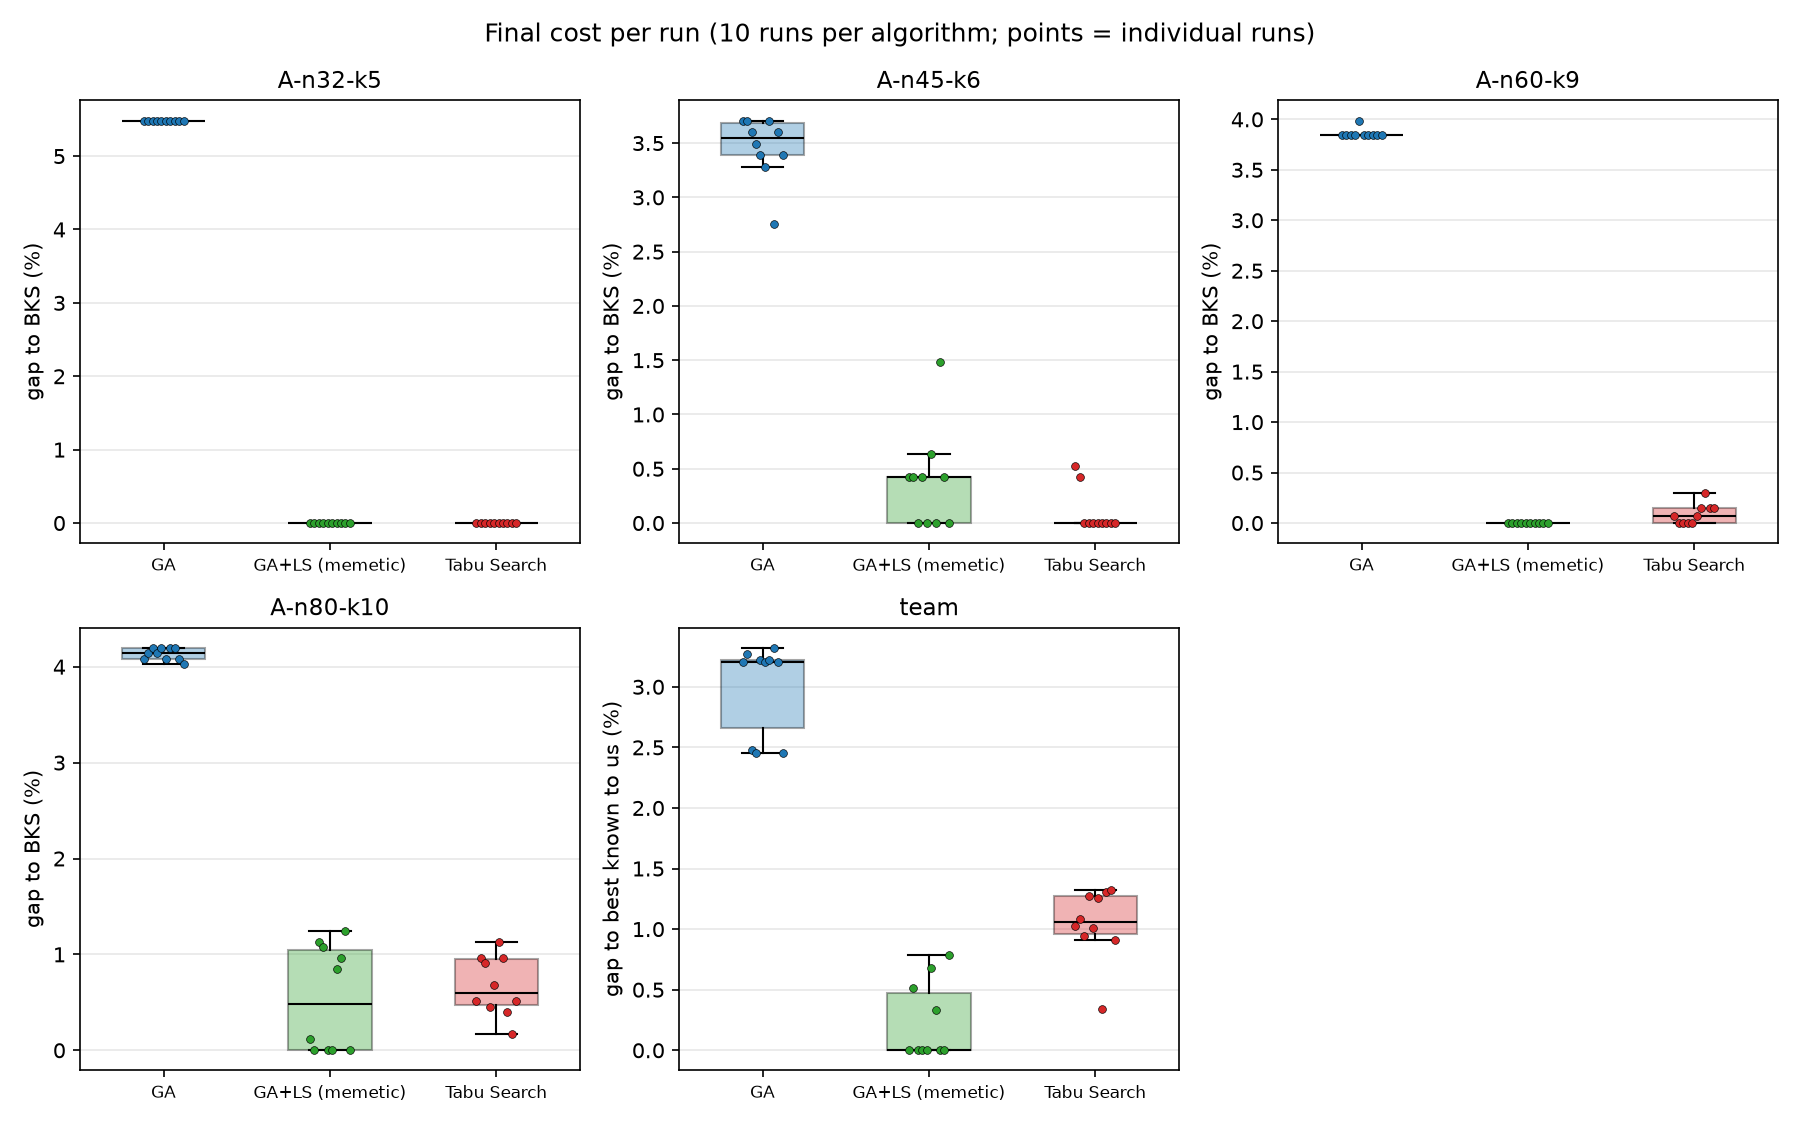 Final cost per run (10 runs per algorithm; points = individual runs)
A-n32-k5
gap to BKS (%)
5
4
3
2
1
0
GA
GA+LS (memetic)
Tabu Search
A-n45-k6
gap to BKS (%)
3.5
3.0
2.5
2.0
1.5
1.0
0.5
0.0
GA
GA+LS (memetic)
Tabu Search
A-n60-k9
gap to BKS (%)
4.0
3.5
3.0
2.5
2.0
1.5
1.0
0.5
0.0
GA
GA+LS (memetic)
Tabu Search
A-n80-k10
gap to BKS (%)
4
3
2
1
0
GA
GA+LS (memetic)
Tabu Search
team
gap to best known to us (%)
3.0
2.5
2.0
1.5
1.0
0.5
0.0
GA
GA+LS (memetic)
Tabu Search